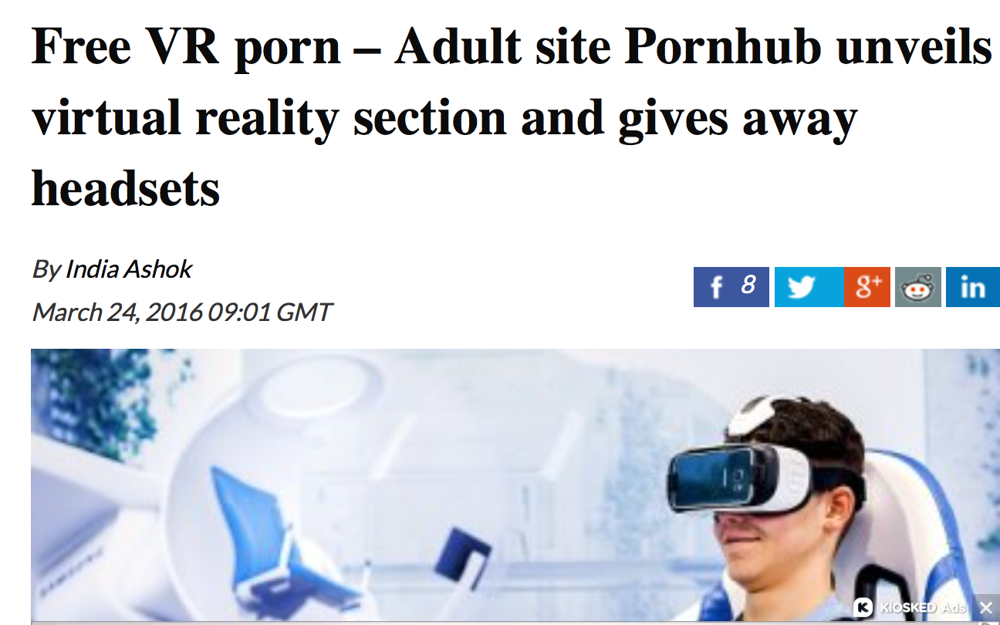 Free VR porn – Adult site Pornhub unveils
virtual reality section and gives away
headsets
By India Ashok
March 24, 2016 09:01 GMT
f 8
g+
in
SAMSUNG
KIOSKED Ads